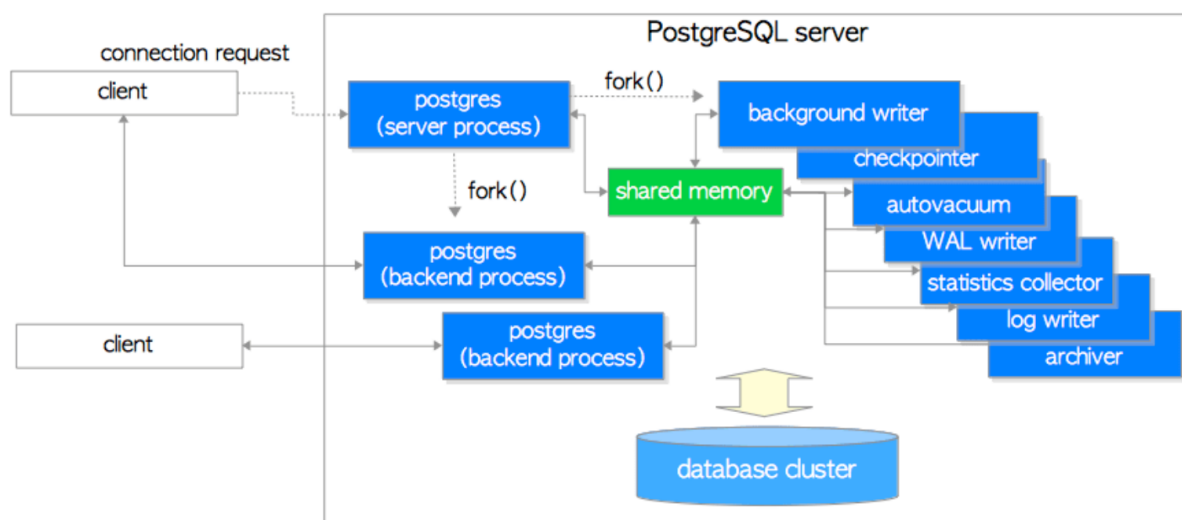 PostgreSQL server
connection request
client
postgres
(server process)
fork()
background writer
checkpointer
shared memory
fork()
autovacuum
WAL writer
postgres
(backend process)
statistics collector
log writer
client
postgres
(backend process)
archiver
database cluster